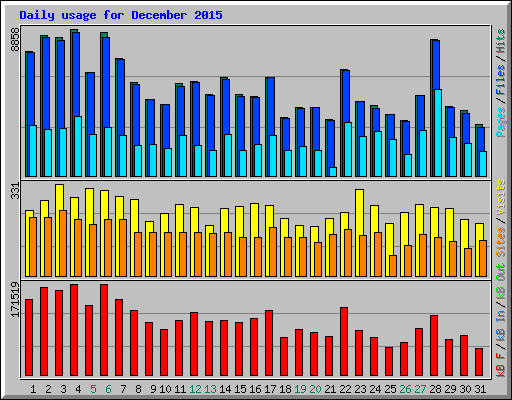 Daily usage for December 2015
8858
Pages/Files/Hits
331
Sites/Visits
171519
kB F/kB In/kB Out
1 2 3 4 5 6 7 8 9 10 11 12 13 14 15 16 17 18 19 20 21 22 23 24 25 26 27 28 29 30 31